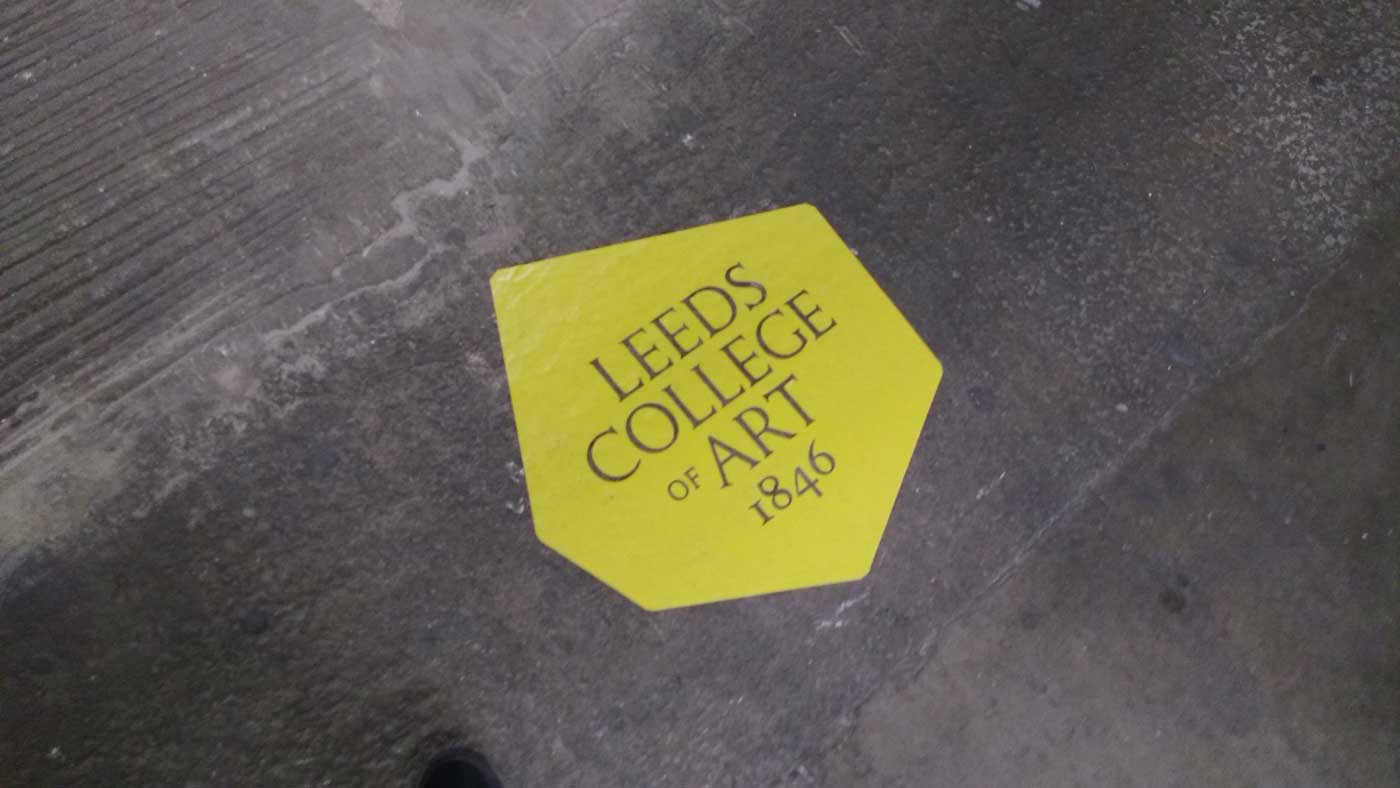 LEEDS
COLLEGE
OF ART
1846